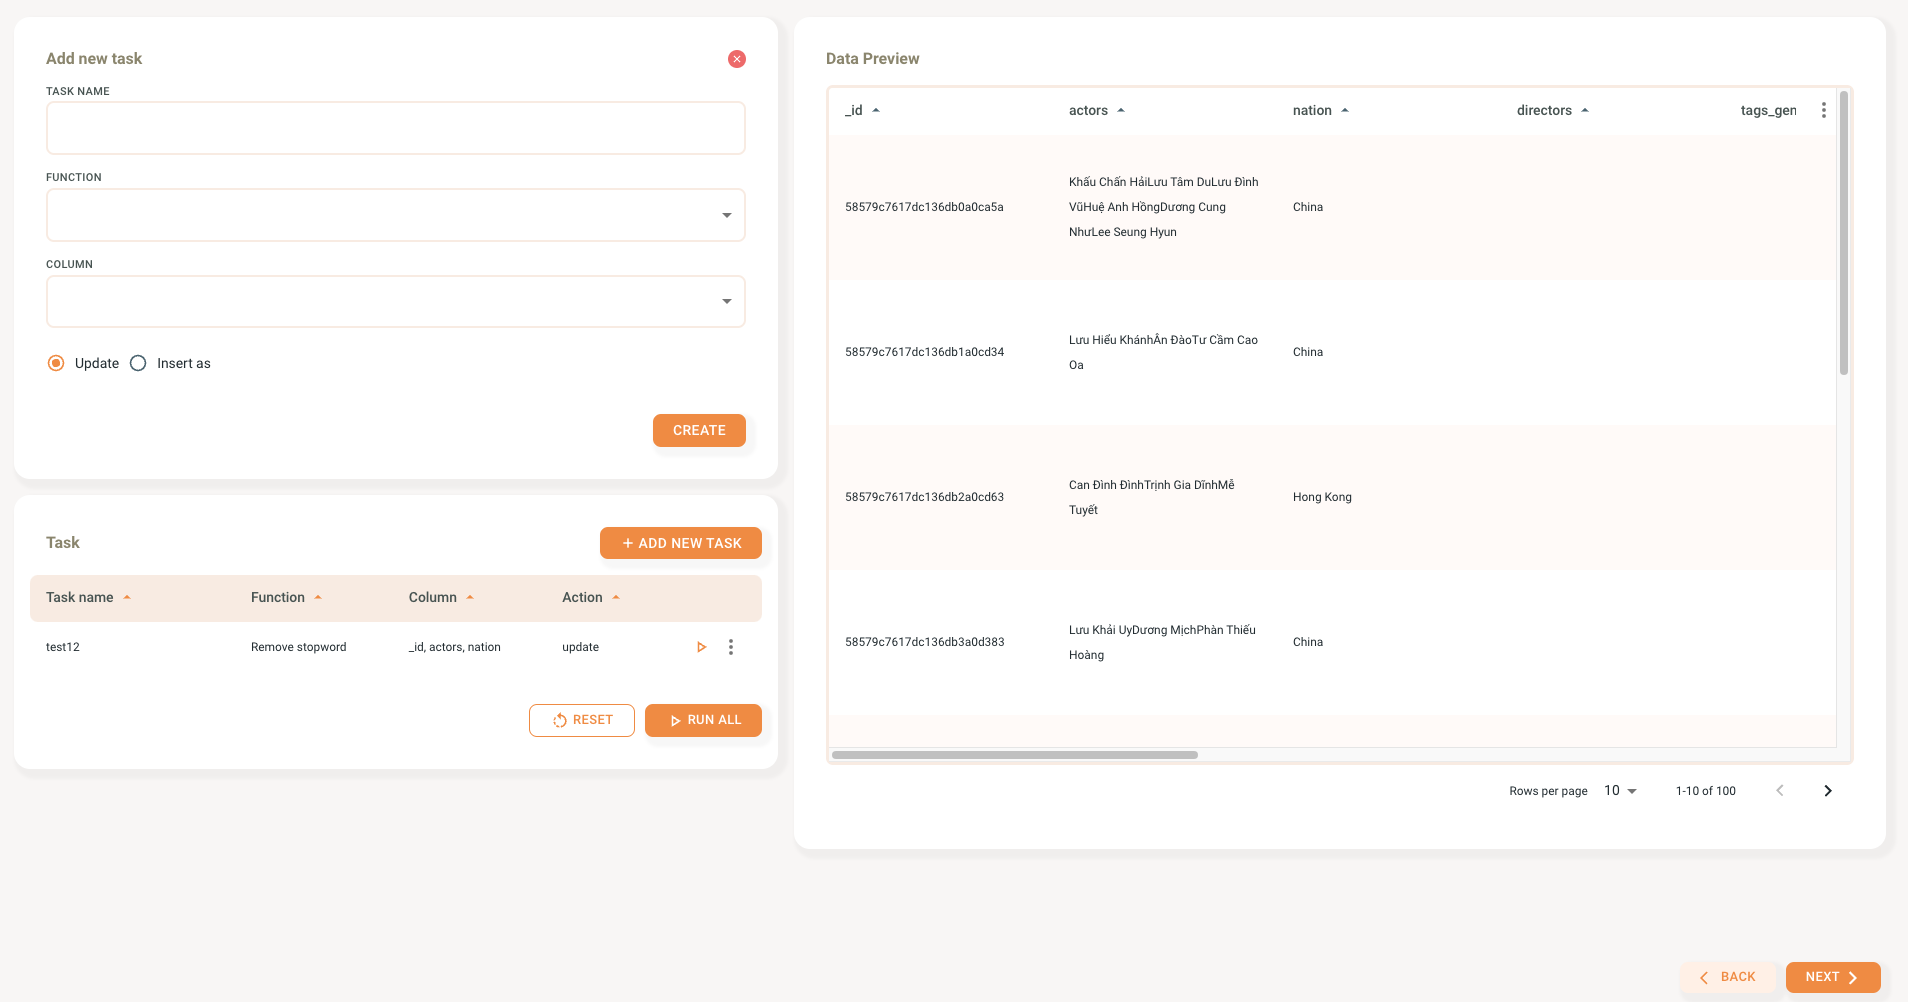 Add new task
TASK NAME
FUNCTION
COLUMN
Update Insert as
CREATE
Task
+ ADD NEW TASK
Task name Function Column Action
test12 Remove stopword _id, actors, nation update
RESET RUN ALL
Data Preview
_id actors nation directors tags_gen
58579c7617dc136db0a0ca5a
Khấu Chấn HảiLưu Tâm DuLưu Đình
VũHuệ Anh HồngDương Cung
NhưLee Seung Hyun
China
58579c7617dc136db1a0cd34
Lưu Hiểu KhánhÂn ĐàoTư Cầm Cao
Oa
China
58579c7617dc136db2a0cd63
Can Đình ĐìnhTrịnh Gia DĩnhMễ
Tuyết
Hong Kong
58579c7617dc136db3a0d383
Lưu Khải UyDương MịchPhàn Thiếu
Hoàng
China
Rows per page 10 1-10 of 100
BACK NEXT